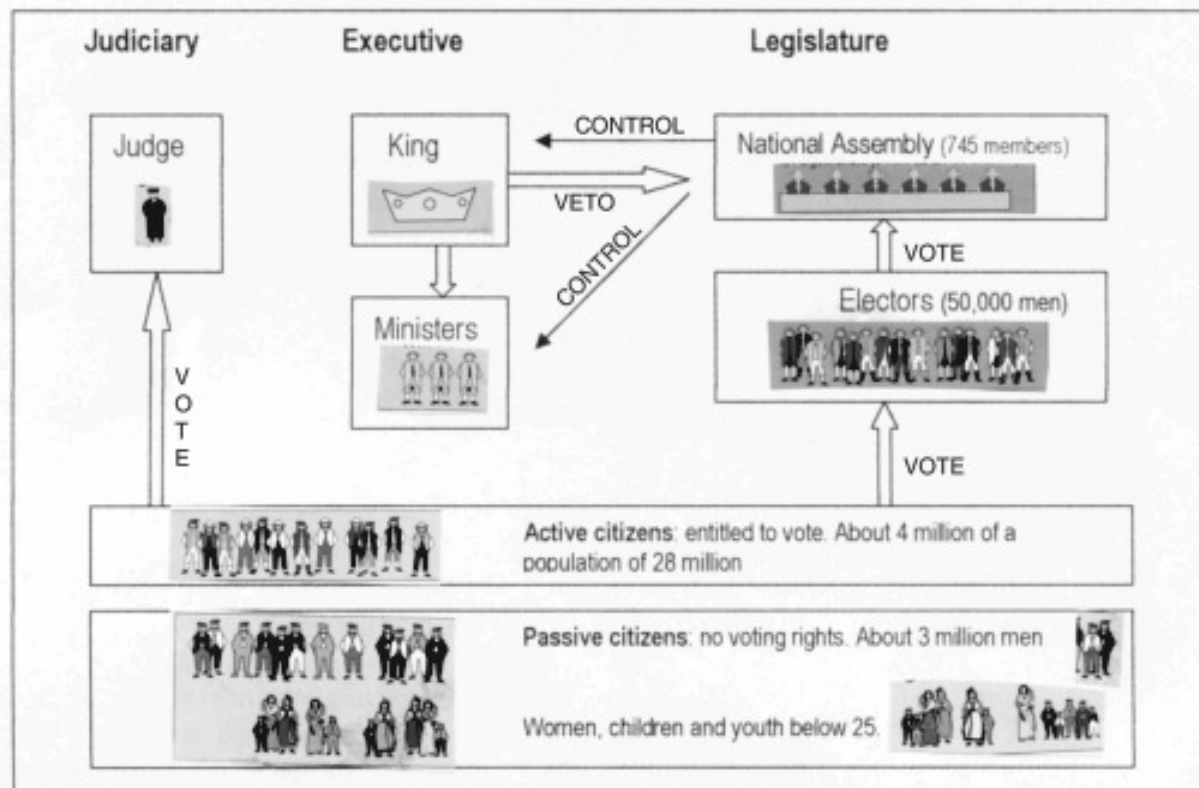 Judiciary
Executive
Legislature
Judge
King
CONTROL
National Assembly (745 members)
VETO
CONTROL
VOTE
Ministers
Electors (50,000 men)
VOTE
VOTE
Active citizens: entitled to vote. About 4 million of a
population of 28 million
Passive citizens: no voting rights. About 3 million men
Women, children and youth below 25.